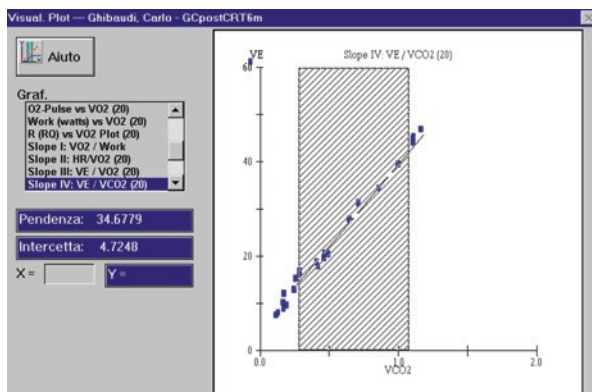 Visual. Plot — Ghibaudi, Carlo - GCpostCRT6m
Aiuto
Graf.
O2-Pulse vs VO2 (20)
Work (watts) vs VO2 (20)
R (RQ) vs VO2 Plot (20)
Slope I: VO2 / Work
Slope II: HR/VO2 (20)
Slope III: VE / VO2 (20)
Slope IV: VE / VCO2 (20)
Pendenza: 34.6779
Intercetta: 4.7248
X =
Y =
VE
Slope IV: VE / VCO2 (20)
60
40
20
0
0.0
1.0
2.0
VCO2